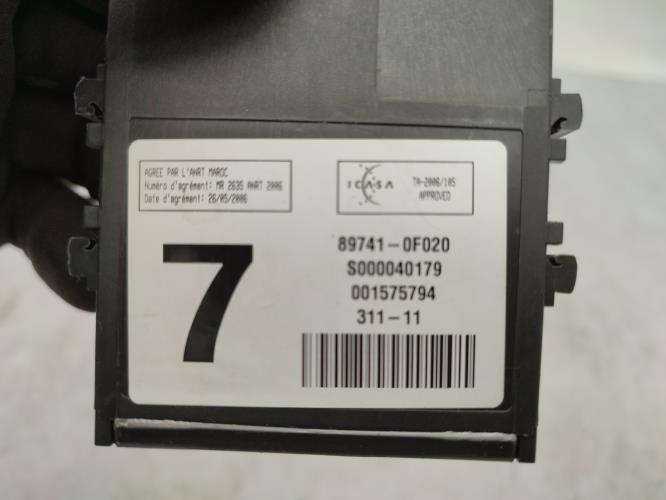 AGREE PAR L'ANRT MAROC
Numéro d'agrément: MR 2635 ANRT 2006
Date d'agrément: 26/05/2006
ICASA
TA-2006/105
APPROVED
7
89741-0F020
S000040179
001575794
311-11